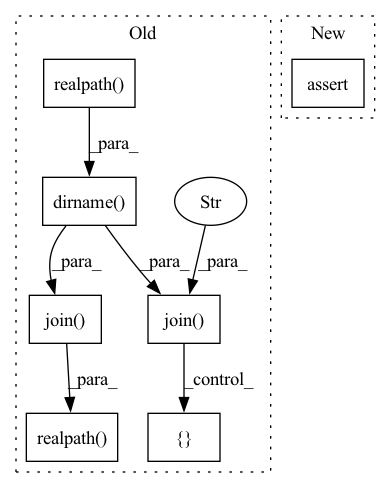 Old
New
realpath()
assert
_para_
dirname()
Str
_para_
_para_
_para_
join()
join()
_para_
_control_
realpath()
{}